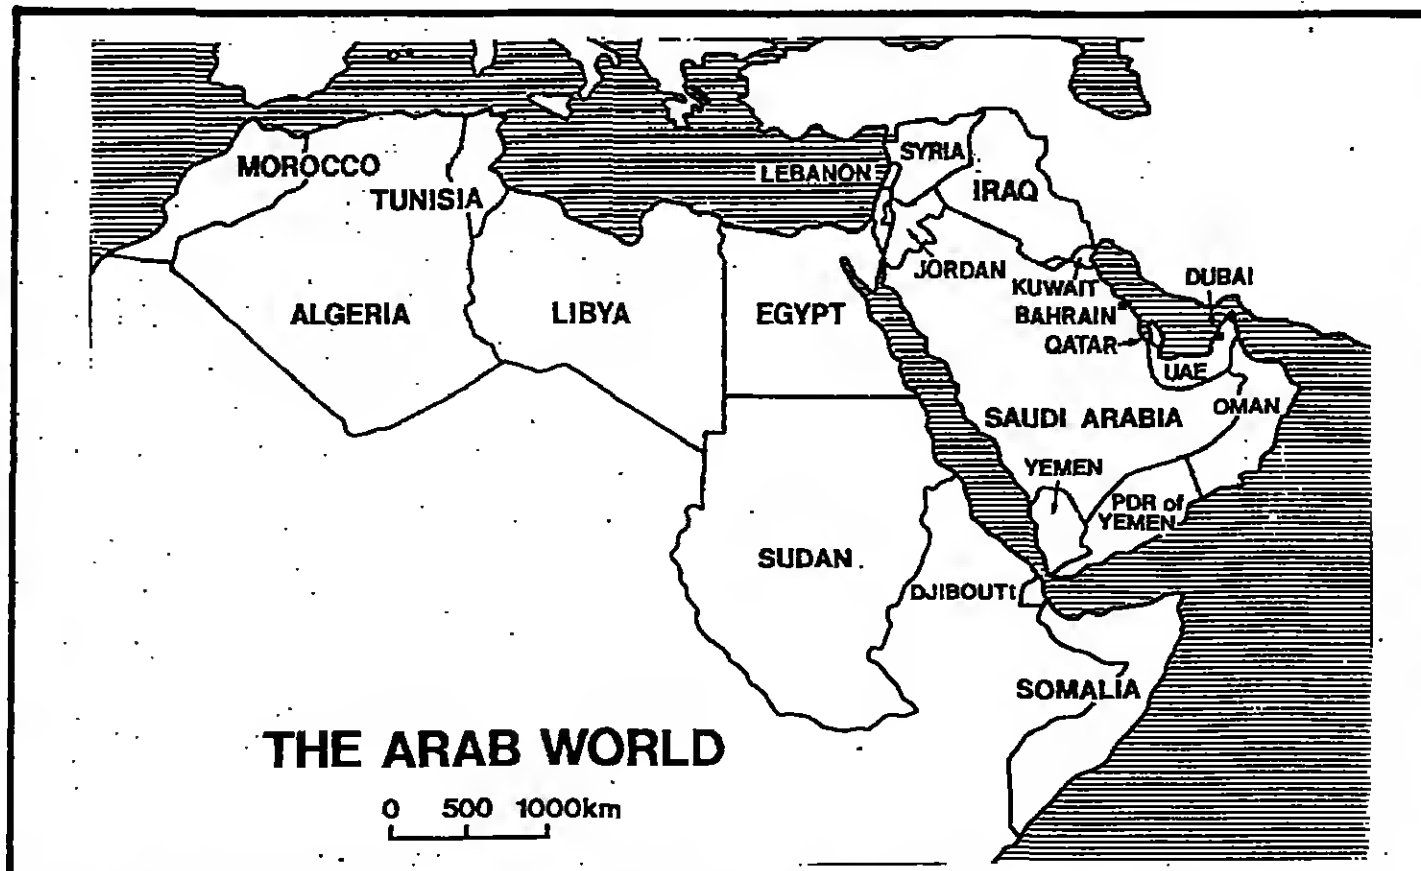 SYRIA
MOROCCO
LEBANON
TUNISIA
IRAQ
JORDAN
KUWAIT
DUBAI
ALGERIA
LIBYA
EGYPT
BAHRAIN
QATAR
UAE
OMAN
SAUDI ARABIA
YEMEN
PDR of
YEMEN
SUDAN
DJIBOUTI
SOMALIA
THE ARAB WORLD
0 500 1000km